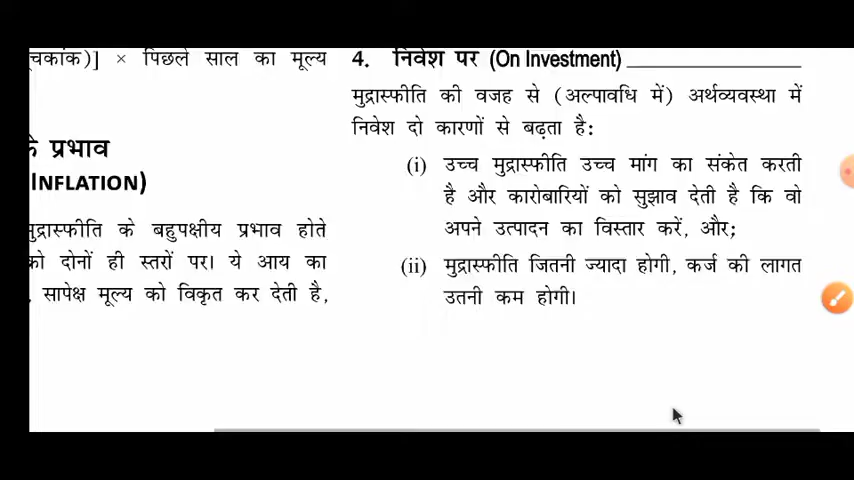 चकांक)] × पिछले साल का मूल्य
के प्रभाव
INFLATION)
मुद्रास्फीति के बहुपक्षीय प्रभाव होते
को दोनों ही स्तरों पर। ये आय का
, सापेक्ष मूल्य को विकृत कर देती है,
4. निवेश पर (On Investment)
मुद्रास्फीति की वजह से (अल्पावधि में) अर्थव्यवस्था में
निवेश दो कारणों से बढ़ता है:
(i) उच्च मुद्रास्फीति उच्च मांग का संकेत करती
है और कारोबारियों को सुझाव देती है कि वो
अपने उत्पादन का विस्तार करें, और;
(ii) मुद्रास्फीति जितनी ज्यादा होगी, कर्ज की लागत
उतनी कम होगी।